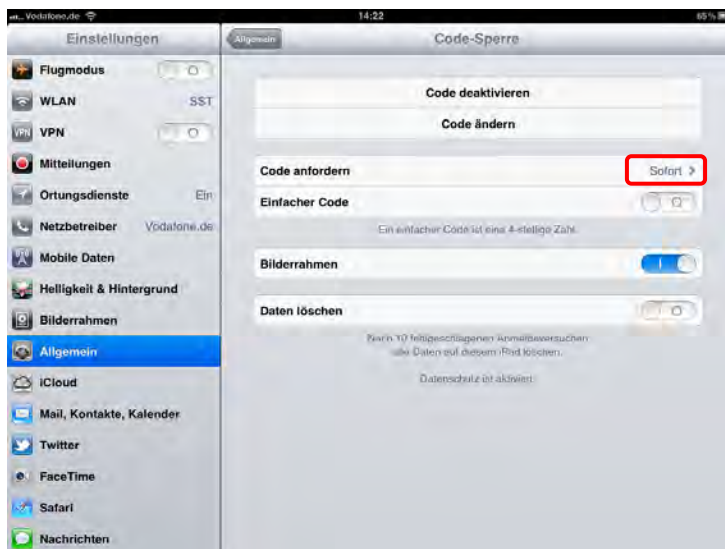 Vodafone.de
14:22
65 %
Einstellungen
Allgemein
Code-Sperre
Flugmodus
WLAN SST
VPN
VPN
Mitteilungen
Ortungsdienste Ein
Netzbetreiber Vodafone.de
Mobile Daten
Helligkeit & Hintergrund
Bilderrahmen
Allgemein
iCloud
Mail, Kontakte, Kalender
Twitter
FaceTime
Safari
Nachrichten
Code deaktivieren
Code ändern
Code anfordern Sofort
Einfacher Code
Ein einfacher Code ist eine 4-stellige Zahl.
Bilderrahmen
Daten löschen
Nach 10 fehlgeschlagenen Anmeldeversuchen
alle Daten auf diesem iPad löschen.
Datenschutz ist aktiviert.